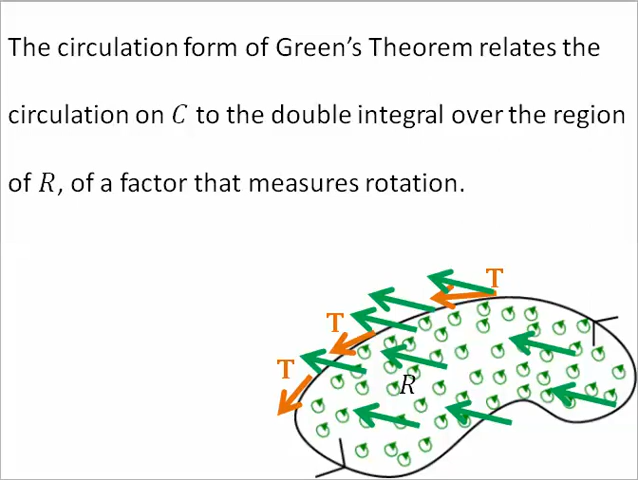 The circulation form of Green's Theorem relates the
circulation on C to the double integral over the region
of R, of a factor that measures rotation.
T
T
T
R